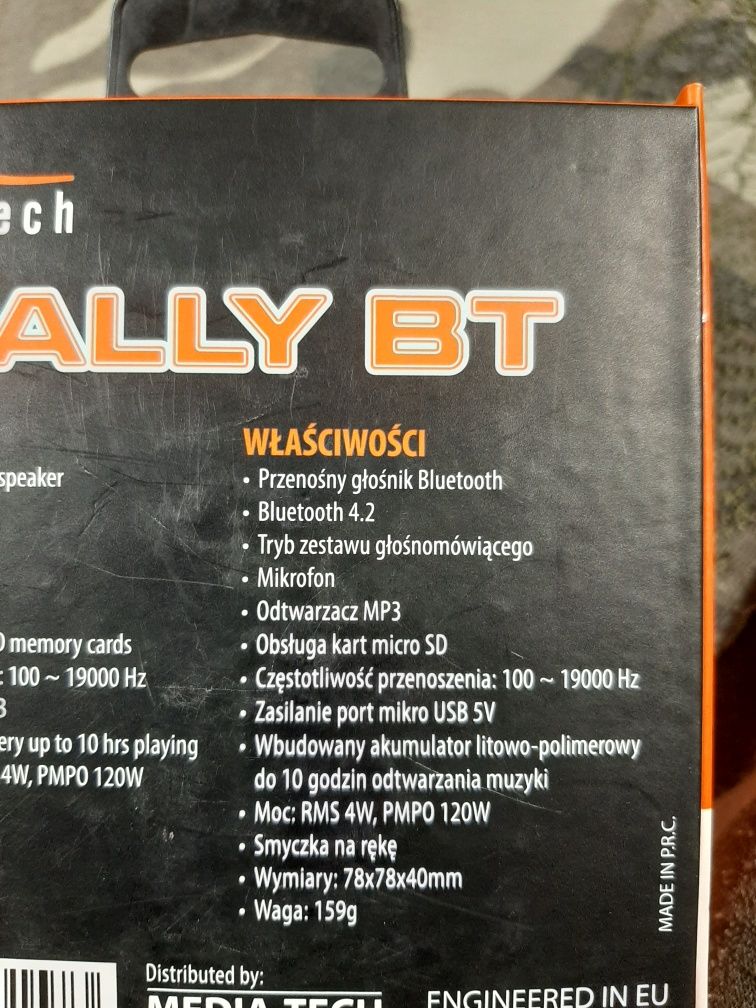 ech
ALLY BT
WŁAŚCIWOŚCI
• Przenośny głośnik Bluetooth
• Bluetooth 4.2
• Tryb zestawu głośnomówiącego
• Mikrofon
• Odtwarzacz MP3
• Obsługa kart micro SD
• Częstotliwość przenoszenia: 100 ~ 19000 Hz
• Zasilanie port mikro USB 5V
• Wbudowany akumulator litowo-polimerowy
do 10 godzin odtwarzania muzyki
• Moc: RMS 4W, PMPO 120W
• Smyczka na rękę
• Wymiary: 78x78x40mm
• Waga: 159g
speaker
D memory cards
: 100 ~ 19000 Hz
ery up to 10 hrs playing
4W, PMPO 120W
MADE IN P.R.C.
Distributed by:
MEDIA-TECH
ENGINEERED IN EU